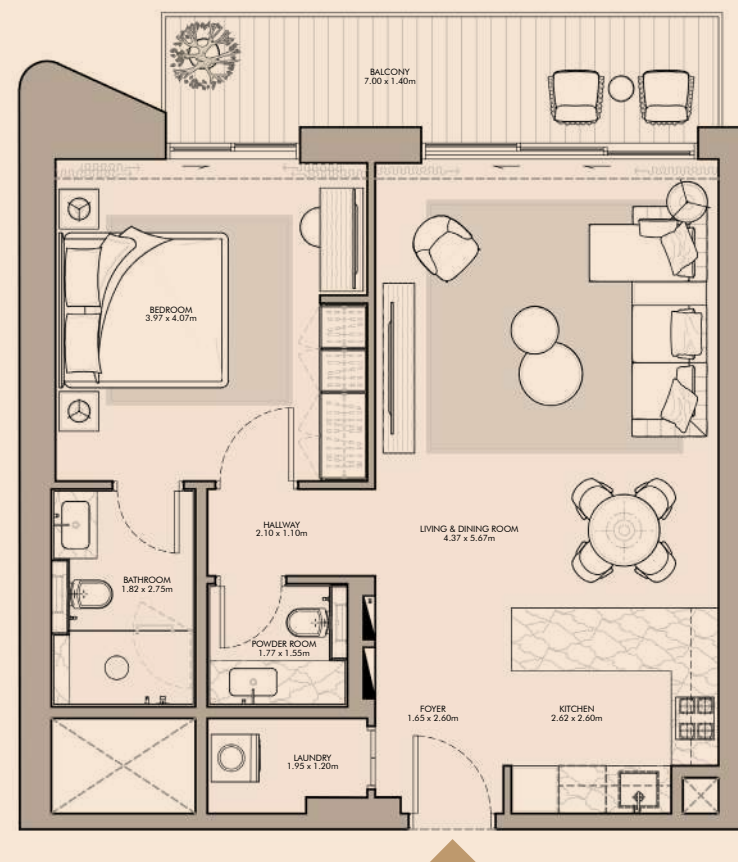 BALCONY
7.00 x 1.40m
BEDROOM
3.97 x 4.07m
HALLWAY
2.10 x 1.10m
LIVING & DINING ROOM
4.37 x 5.67m
BATHROOM
1.82 x 2.75m
POWDER ROOM
1.77 x 1.55m
FOYER
1.65 x 2.60m
KITCHEN
2.62 x 2.60m
LAUNDRY
1.95 x 1.20m